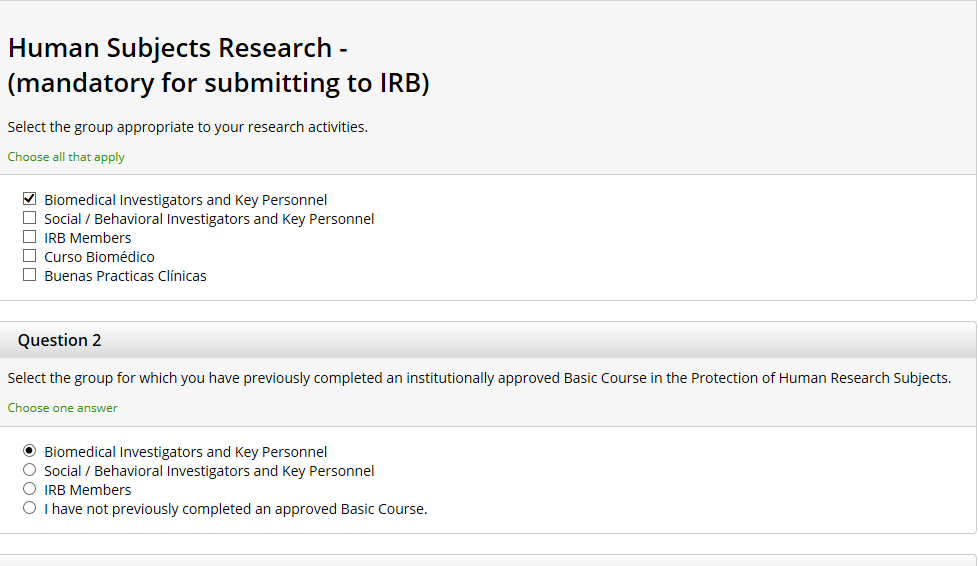 Human Subjects Research -
(mandatory for submitting to IRB)
Select the group appropriate to your research activities.
Choose all that apply
Biomedical Investigators and Key Personnel
Social / Behavioral Investigators and Key Personnel
IRB Members
Curso Biomédico
Buenas Practicas Clínicas
Question 2
Select the group for which you have previously completed an institutionally approved Basic Course in the Protection of Human Research Subjects.
Choose one answer
Biomedical Investigators and Key Personnel
Social / Behavioral Investigators and Key Personnel
IRB Members
I have not previously completed an approved Basic Course.